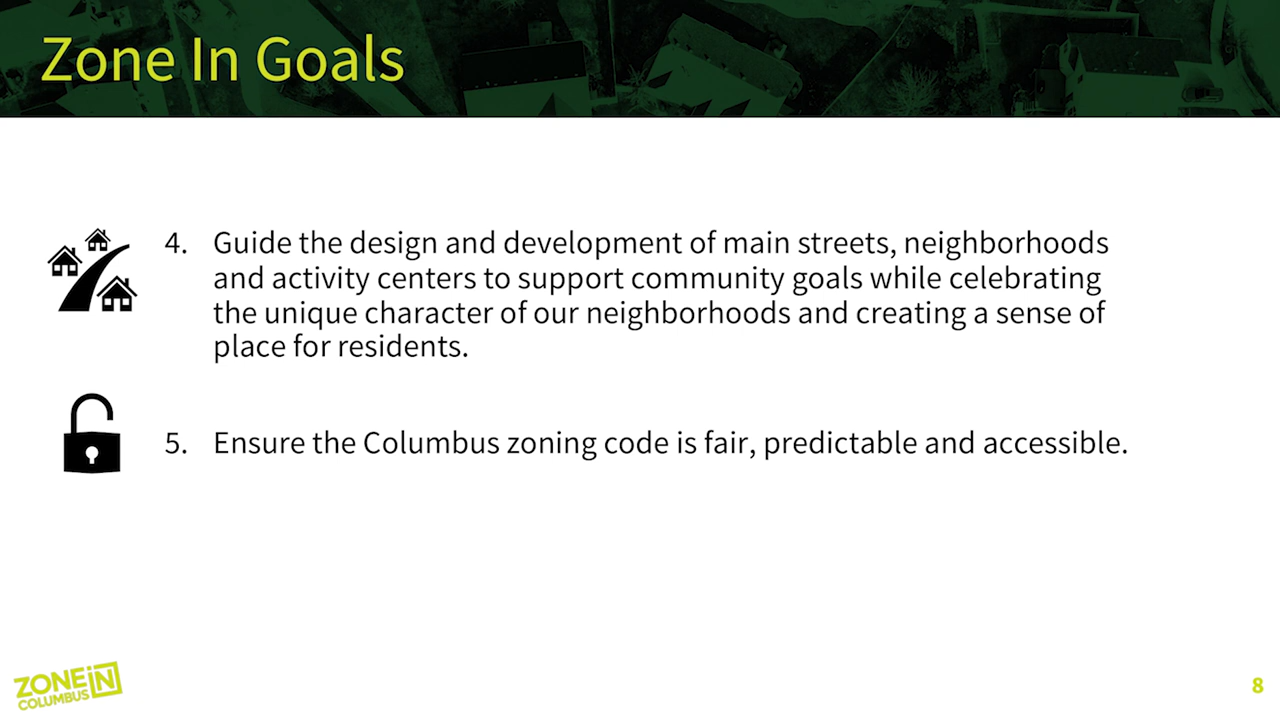 Zone In Goals
4. Guide the design and development of main streets, neighborhoods
and activity centers to support community goals while celebrating
the unique character of our neighborhoods and creating a sense of
place for residents.
5. Ensure the Columbus zoning code is fair, predictable and accessible.
ZONE iN
COLUMBUS
8